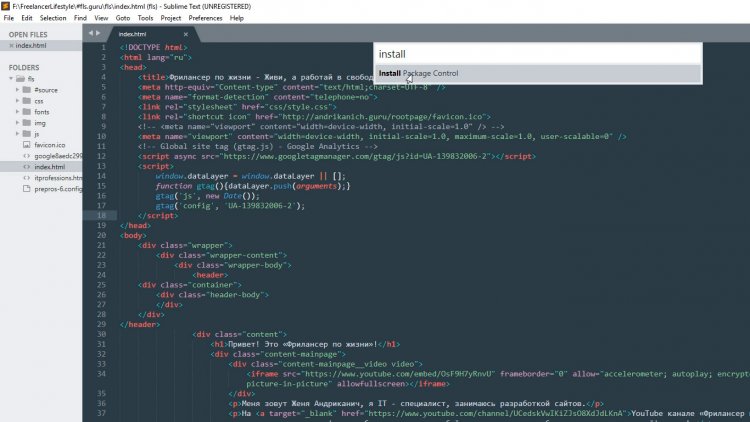 F:\FreelancerLifestyle\#fls.guru\fls\index.html (fls) - Sublime Text (UNREGISTERED)
File Edit Selection Find View Goto Tools Project Preferences Help
OPEN FILES
× index.html
FOLDERS
fls
#source
css
fonts
img
js
favicon.ico
google8aedc299
index.html
itprofessions.htm
prepros-6.config
index.html ×
install
Install Package Control
1 <!DOCTYPE html>
2 <html lang="ru">
3 <head>
4 <title>Фрилансер по жизни - Живи, а работай в свобод
5 <meta http-equiv="Content-type" content="text/html;charset=UTF-8" />
6 <meta name="format-detection" content="telephone=no">
7 <link rel="stylesheet" href="css/style.css">
8 <link rel="shortcut icon" href="http://andrikanich.guru/rootpage/favicon.ico">
9 <!-- <meta name="viewport" content="width=device-width, initial-scale=1.0" /> -->
10 <meta name="viewport" content="width=device-width, initial-scale=1.0, maximum-scale=1.0, user-scalable=0" />
11 <!-- Global site tag (gtag.js) - Google Analytics -->
12 <script async src="https://www.googletagmanager.com/gtag/js?id=UA-139832006-2"></script>
13 <script>
14 window.dataLayer = window.dataLayer || [];
15 function gtag(){dataLayer.push(arguments);}
16 gtag('js', new Date());
17 gtag('config', 'UA-139832006-2');
18 </script>
19 </head>
20 <body>
21 <div class="wrapper">
22 <div class="wrapper-content">
23 <div class="wrapper-body">
24 <header>
25 <div class="container">
26 <div class="header-body">
27 </div>
28 </div>
29 </header>
30 <div class="content">
31 <h1>Привет! Это «Фрилансер по жизни»!</h1>
32 <div class="content-mainpage">
33 <div class="content-mainpage__video video">
34 <iframe src="https://www.youtube.com/embed/OsF9H7yRnvU" frameborder="0" allow="accelerometer; autoplay; encrypte
picture-in-picture" allowfullscreen></iframe>
35 </div>
36 <p>Меня зовут Женя Андриканич, я IT - специалист, занимаюсь разработкой сайтов.</p>
37 <p>На <a target="_blank" href="https://www.youtube.com/channel/UCedskVwIKiZJsO8XdJdLKnA">YouTube канале «Фрилансер п